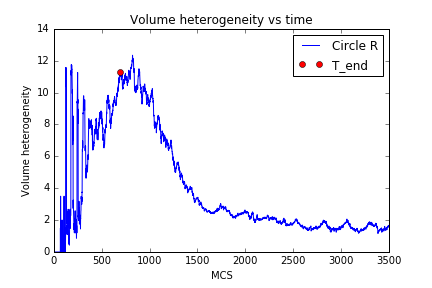 Volume heterogeneity vs time
14
12
10
8
6
4
2
0
Volume heterogeneity
Circle R
T_end
0 500 1000 1500 2000 2500 3000 3500
MCS